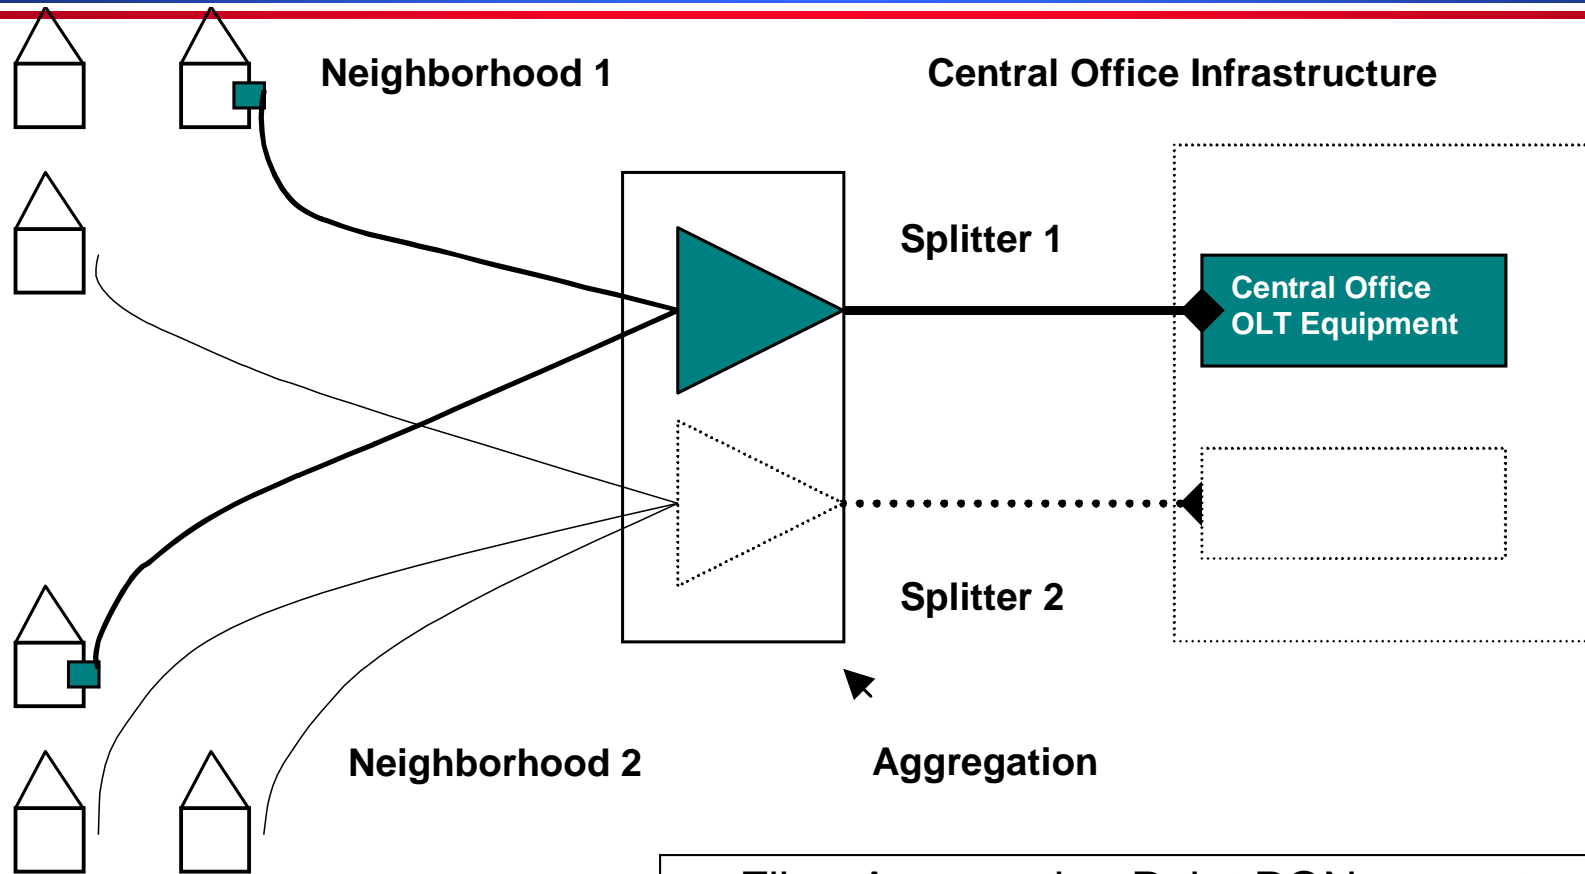 Neighborhood 1
Central Office Infrastructure
Splitter 1
Central Office
OLT Equipment
Splitter 2
Neighborhood 2
Aggregation